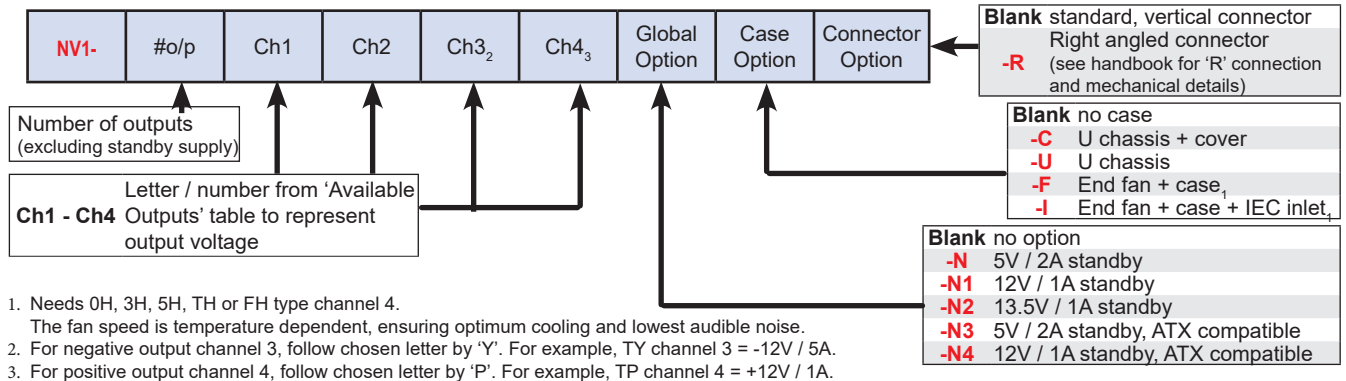 NV1- #o/p Ch1 Ch2 Ch3₂ Ch4₃ Global Option Case Option Connector Option
Blank standard, vertical connector
-R Right angled connector
(see handbook for ‘R’ connection
and mechanical details)
Number of outputs
(excluding standby supply)
Blank no case
-C U chassis + cover
-U U chassis
-F End fan + case₁
-I End fan + case + IEC inlet₁
Ch1 - Ch4 Letter / number from ‘Available
Outputs’ table to represent
output voltage
Blank no option
-N 5V / 2A standby
-N1 12V / 1A standby
-N2 13.5V / 1A standby
-N3 5V / 2A standby, ATX compatible
-N4 12V / 1A standby, ATX compatible
1. Needs 0H, 3H, 5H, TH or FH type channel 4.
The fan speed is temperature dependent, ensuring optimum cooling and lowest audible noise.
2. For negative output channel 3, follow chosen letter by ‘Y’. For example, TY channel 3 = -12V / 5A.
3. For positive output channel 4, follow chosen letter by ‘P’. For example, TP channel 4 = +12V / 1A.